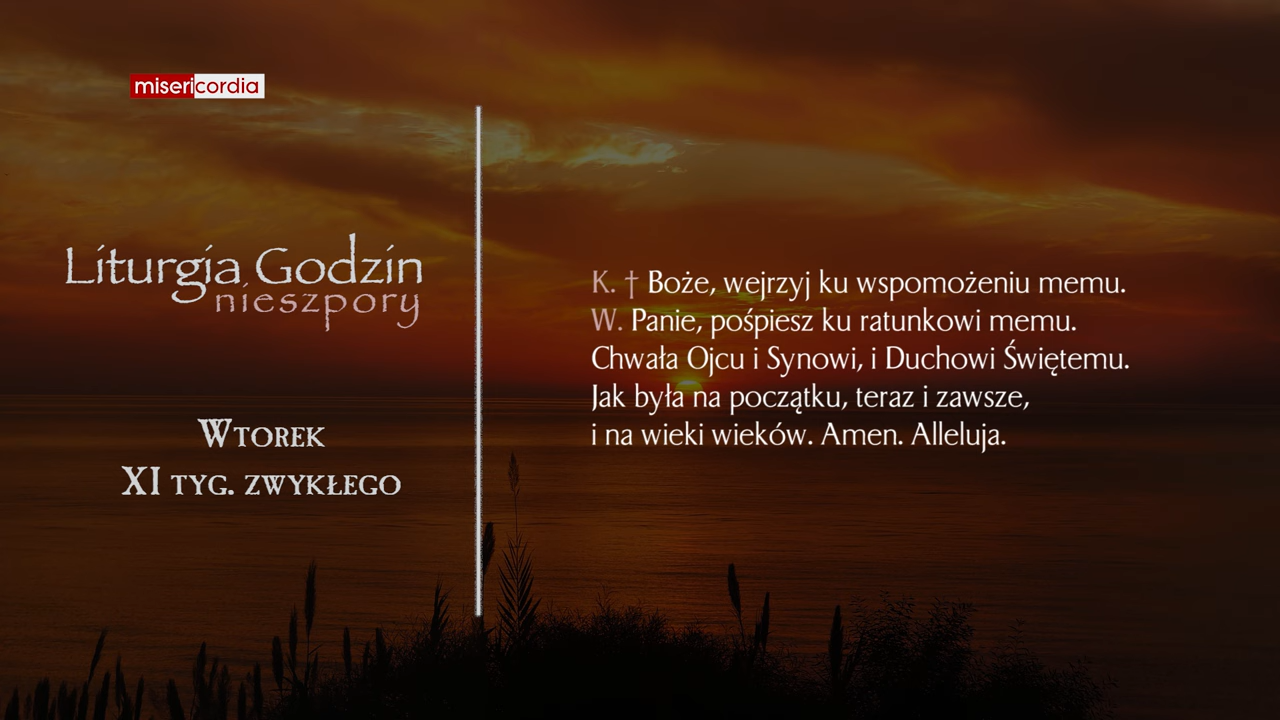 misericordia
Liturgia Godzin
nieszpory
Wtorek
XI tyg. zwykłego
K. † Boże, wejrzyj ku wspomożeniu memu.
W. Panie, pośpiesz ku ratunkowi memu.
Chwała Ojcu i Synowi, i Duchowi Świętemu.
Jak była na początku, teraz i zawsze,
i na wieki wieków. Amen. Alleluja.